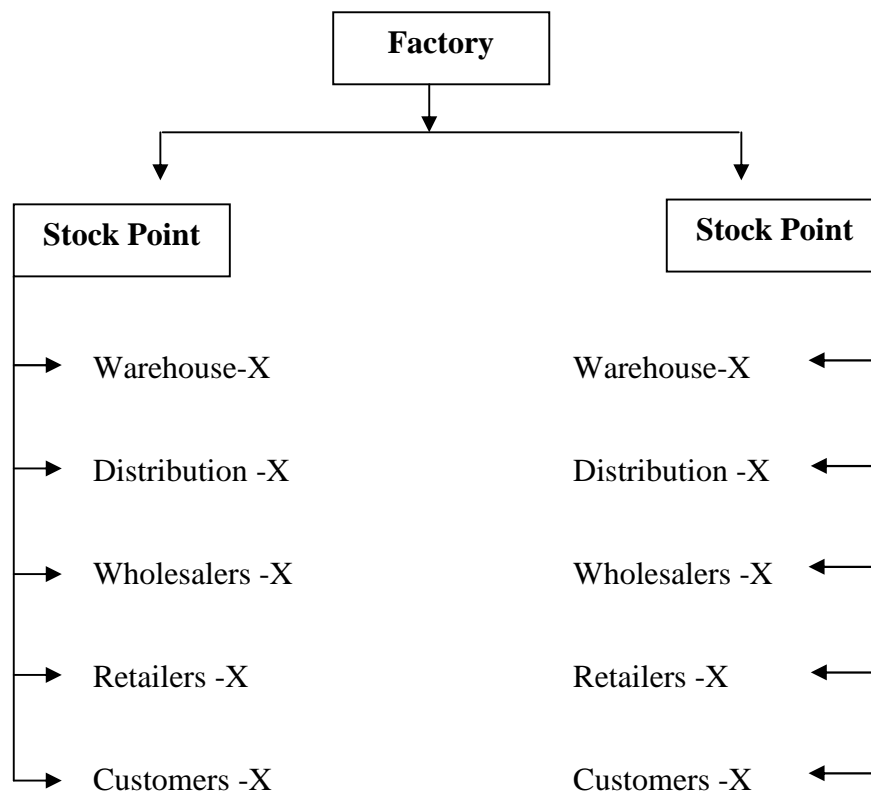 Factory
Stock Point Stock Point
Warehouse-X Warehouse-X
Distribution -X Distribution -X
Wholesalers -X Wholesalers -X
Retailers -X Retailers -X
Customers -X Customers -X